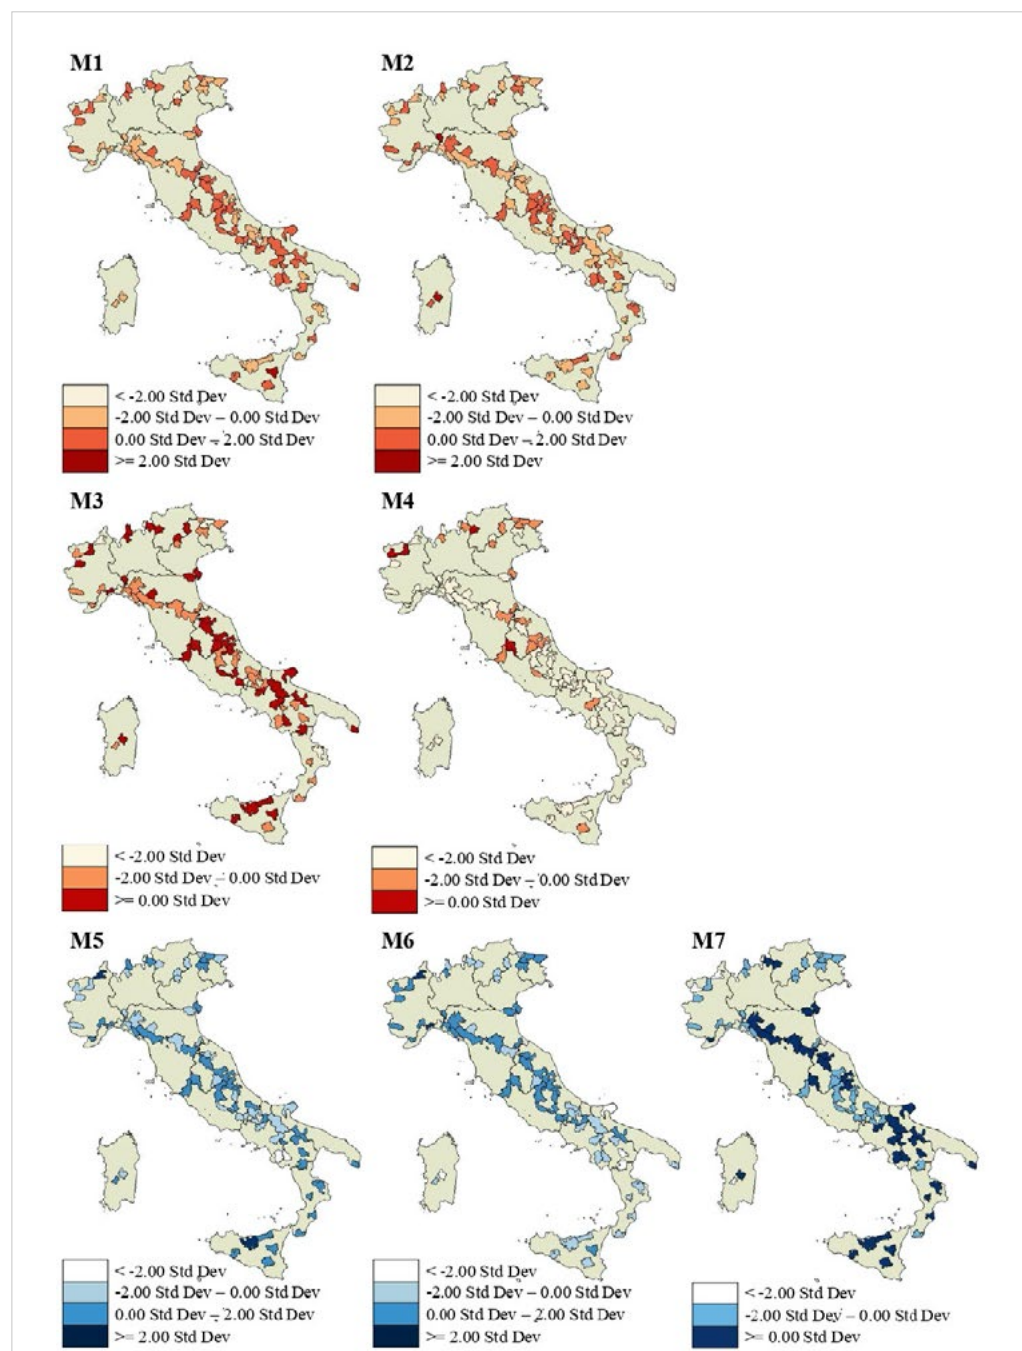 M1
M2
< -2.00 Std Dev
-2.00 Std Dev – 0.00 Std Dev
0.00 Std Dev – 2.00 Std Dev
>= 2.00 Std Dev
< -2.00 Std Dev
-2.00 Std Dev – 0.00 Std Dev
0.00 Std Dev – 2.00 Std Dev
>= 2.00 Std Dev
M3
M4
< -2.00 Std Dev
-2.00 Std Dev – 0.00 Std Dev
>= 0.00 Std Dev
< -2.00 Std Dev
-2.00 Std Dev – 0.00 Std Dev
>= 0.00 Std Dev
M5
M6
M7
< -2.00 Std Dev
-2.00 Std Dev – 0.00 Std Dev
0.00 Std Dev – 2.00 Std Dev
>= 2.00 Std Dev
< -2.00 Std Dev
-2.00 Std Dev – 0.00 Std Dev
0.00 Std Dev – 2.00 Std Dev
>= 2.00 Std Dev
< -2.00 Std Dev
-2.00 Std Dev – 0.00 Std Dev
>= 0.00 Std Dev